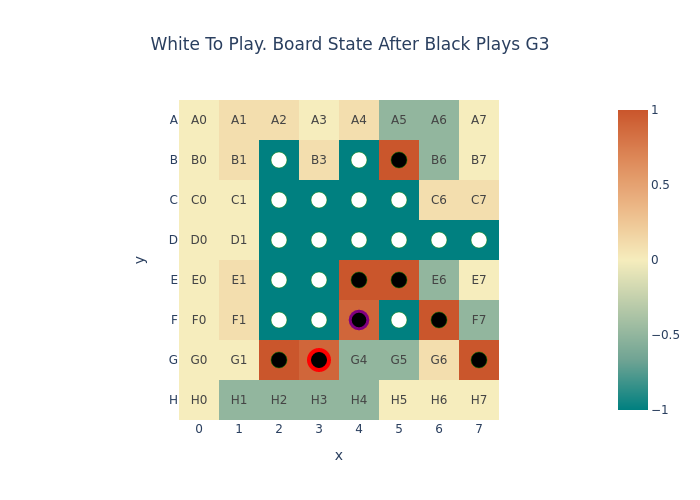 White To Play. Board State After Black Plays G3
A A0 A1 A2 A3 A4 A5 A6 A7
B B0 B1 B3 B6 B7
C C0 C1 C6 C7
D D0 D1
E E0 E1 E6 E7
F F0 F1 F7
G G0 G1 G4 G5 G6
H H0 H1 H2 H3 H4 H5 H6 H7
0 1 2 3 4 5 6 7
x
y
1
0.5
0
−0.5
−1